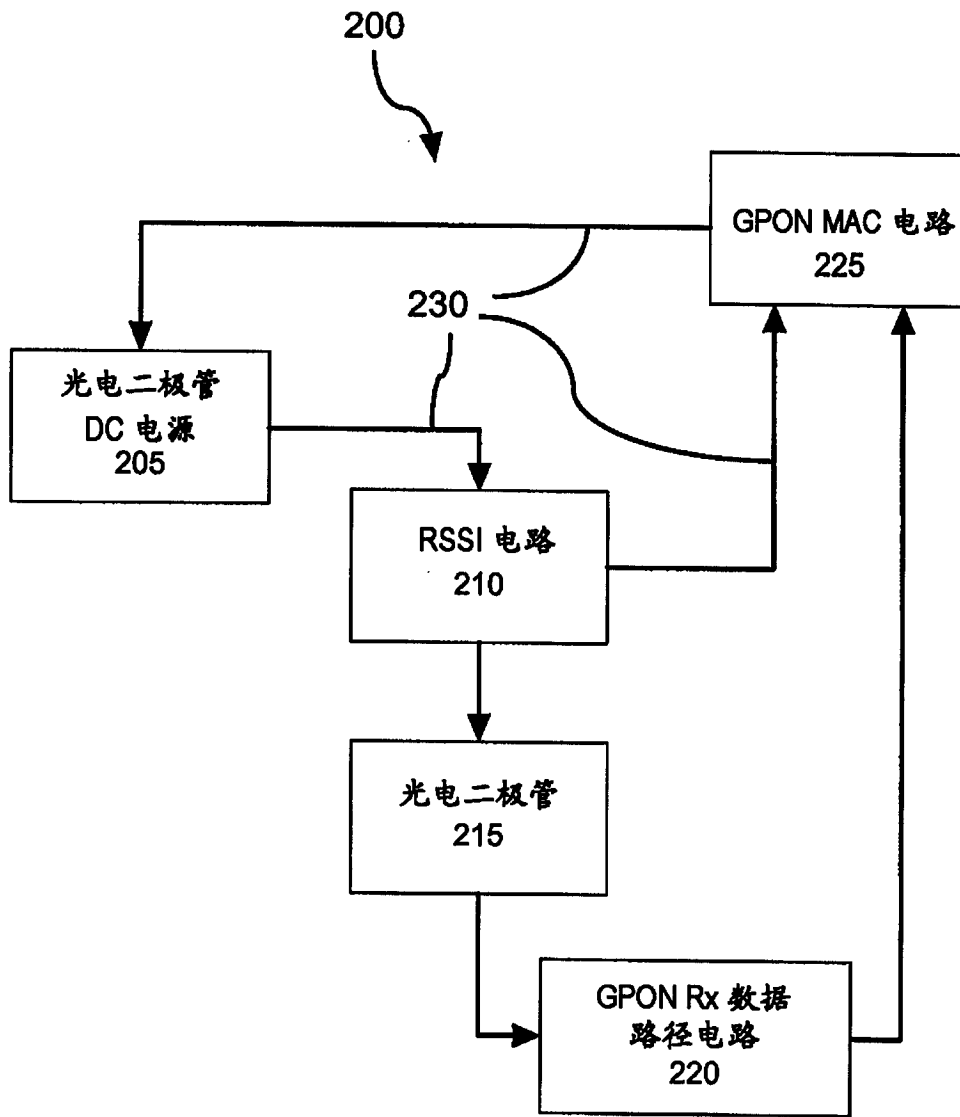 200
GPON MAC 电路
225
230
光电二极管
DC 电源
205
RSSI 电路
210
光电二极管
215
GPON Rx 数据
路径电路
220